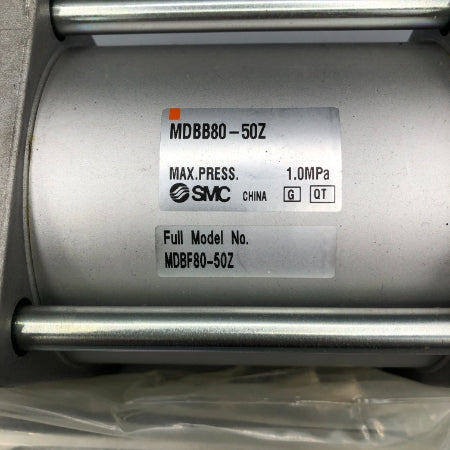 MDBB80-50Z
MAX.PRESS. 1.0MPa
SMC CHINA G QT
Full Model No.
MDBF80-50Z